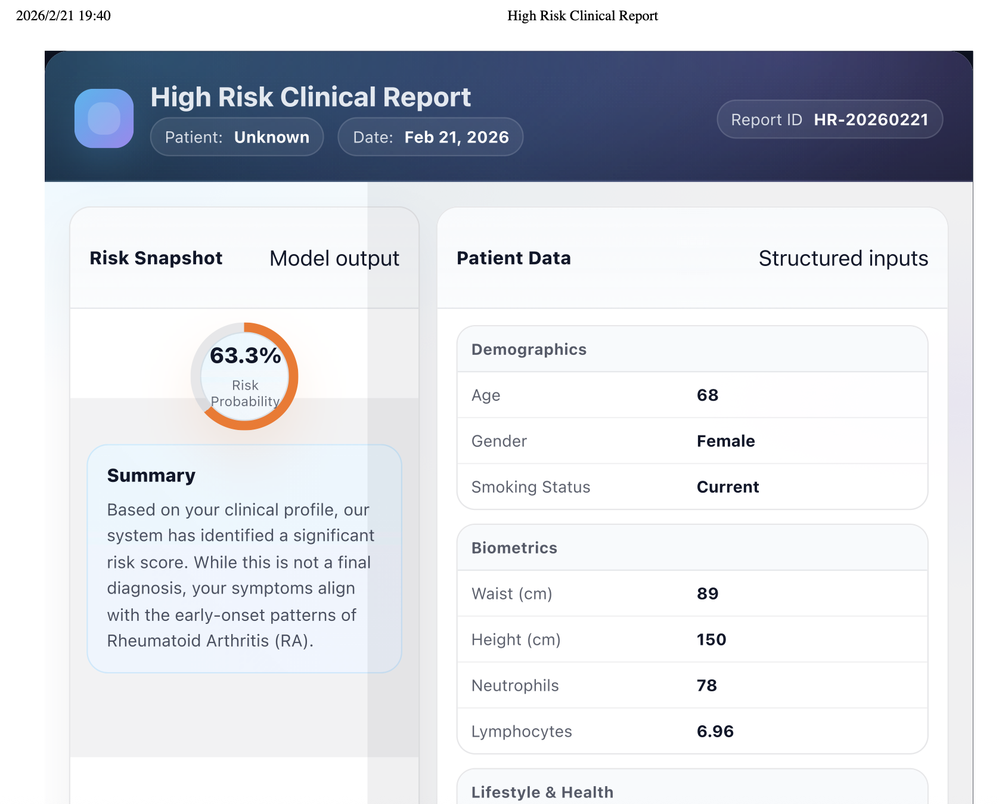 2026/2/21 19:40
High Risk Clinical Report
High Risk Clinical Report
Patient: Unknown
Date: Feb 21, 2026
Report ID HR-20260221
Risk Snapshot
Model output
63.3%
Risk
Probability
Summary
Based on your clinical profile, our
system has identified a significant
risk score. While this is not a final
diagnosis, your symptoms align
with the early-onset patterns of
Rheumatoid Arthritis (RA).
Patient Data
Structured inputs
Demographics
Age 68
Gender Female
Smoking Status Current
Biometrics
Waist (cm) 89
Height (cm) 150
Neutrophils 78
Lymphocytes 6.96
Lifestyle & Health